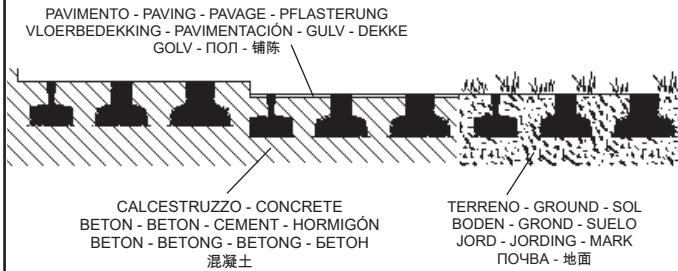 PAVIMENTO - PAVING - PAVAGE - PFLASTERUNG
VLOERBEDEKKING - PAVIMENTACIÓN - GULV - DEKKE
GOLV - ПОЛ - 铺陈
CALCESTRUZZO - CONCRETE
BETON - BETON - CEMENT - HORMIGÓN
BETON - BETONG - BETONG - БЕТОН
混凝土
TERRENO - GROUND - SOL
BODEN - GROND - SUELO
JORD - JORDING - MARK
ПОЧВА - 地面